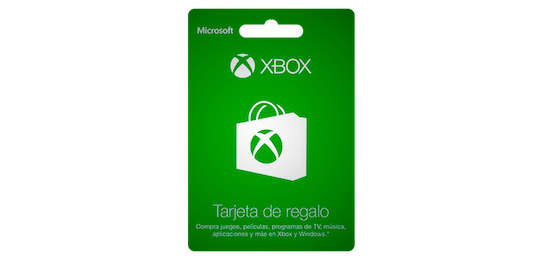 Microsoft
XBOX
Tarjeta de regalo
Compra juegos, películas, programas de TV, música,
aplicaciones y más en Xbox y Windows.*